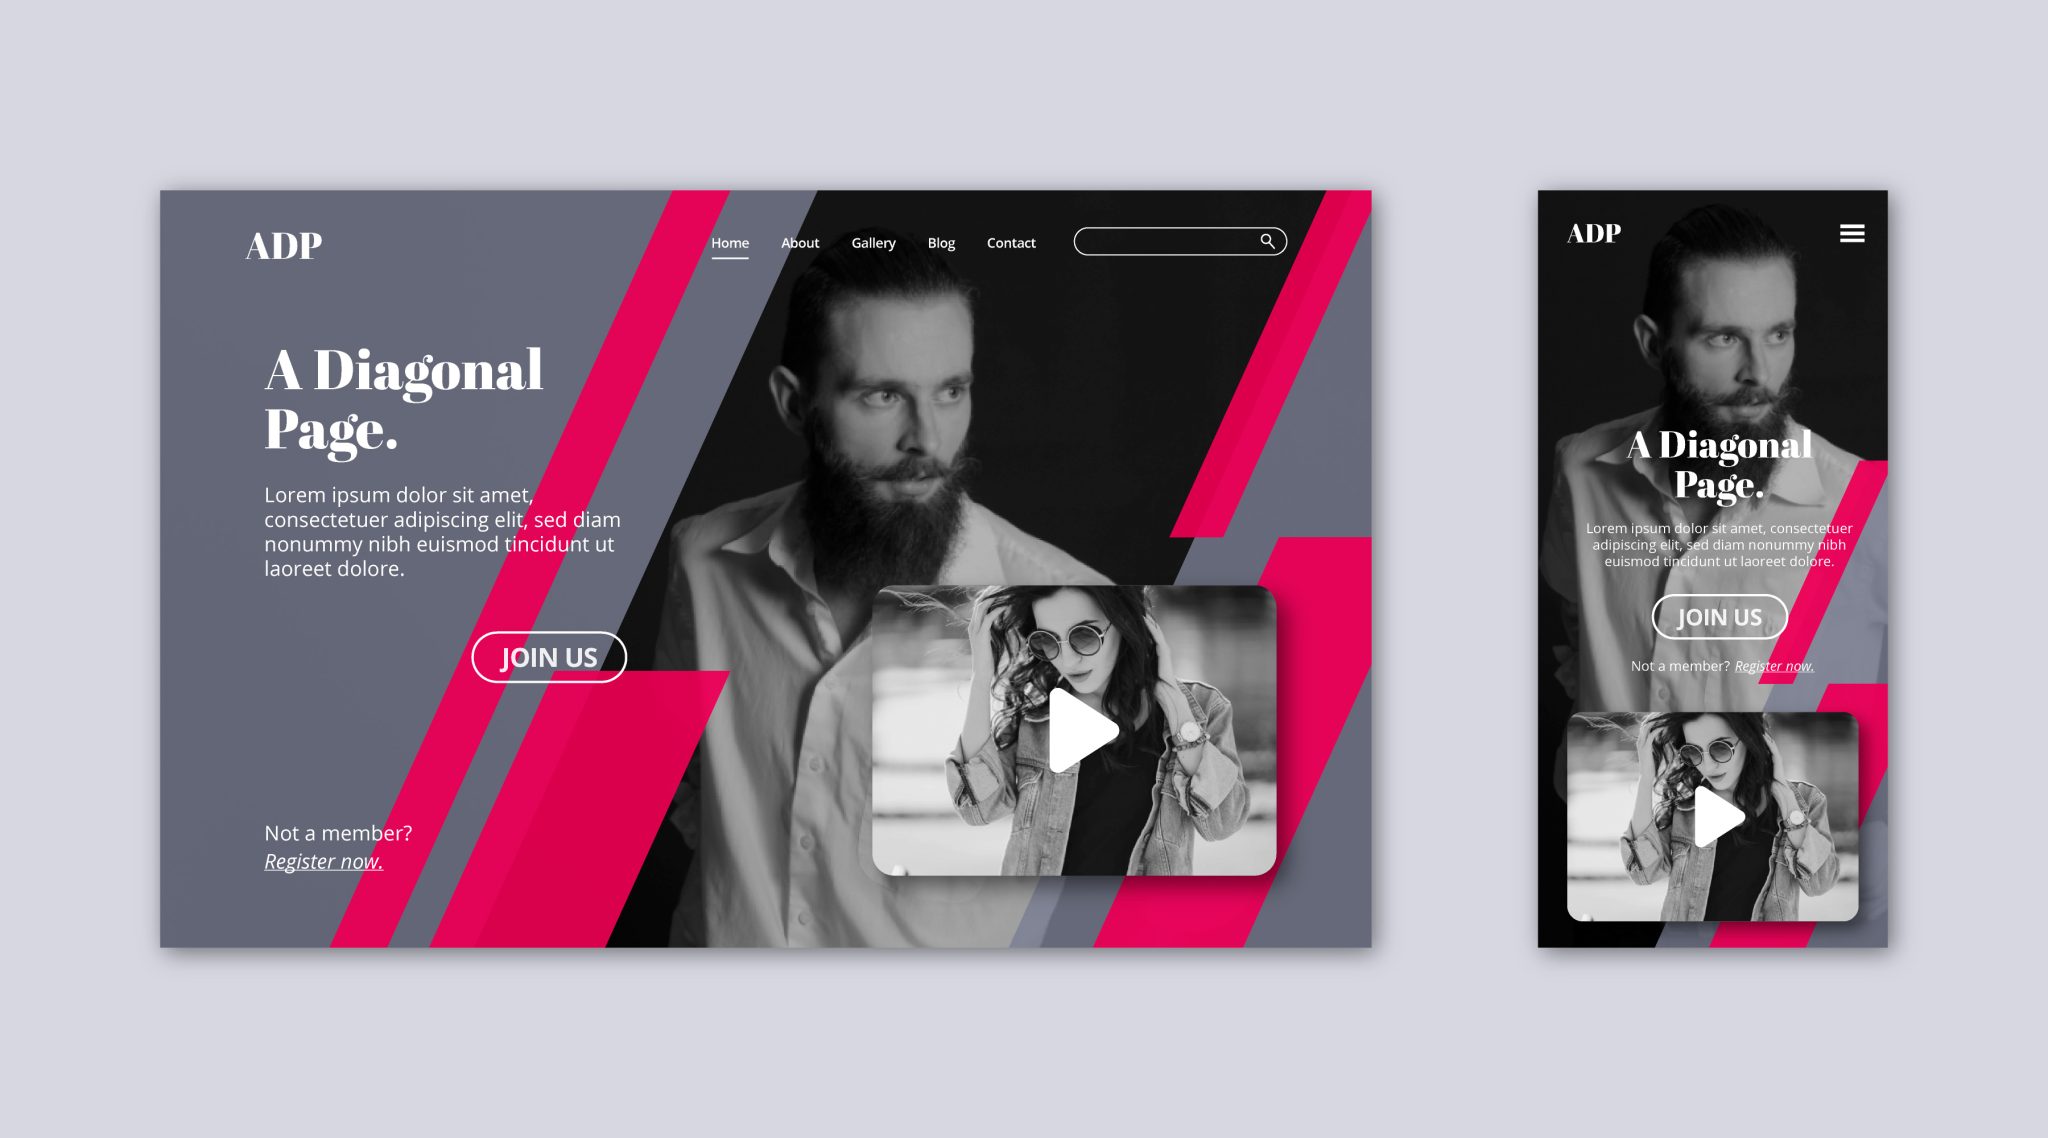 ADP
Home About Gallery Blog Contact
A Diagonal
Page.
Lorem ipsum dolor sit amet,
consectetuer adipiscing elit, sed diam
nonummy nibh euismod tincidunt ut
laoreet dolore.
JOIN US
Not a member?
Register now.
ADP
A Diagonal
Page.
Lorem ipsum dolor sit amet, consectetuer
adipiscing elit, sed diam nonummy nibh
euismod tincidunt ut laoreet dolore.
JOIN US
Not a member? Register now.